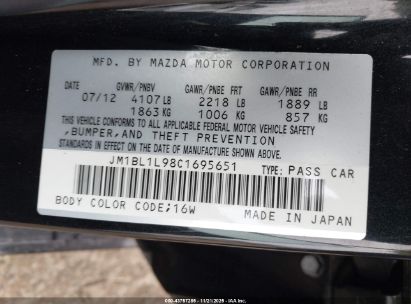 MFD. BY MAZDA MOTOR CORPORATION
DATE GVWR/PNBV GAWR/PNBE FRT GAWR/PNBE RR
07/12 4107 LB 2218 LB 1889 LB
1863 KG 1006 KG 857 KG
THIS VEHICLE CONFORMS TO ALL APPLICABLE FEDERAL MOTOR VEHICLE SAFETY
,BUMPER,AND THEFT PREVENTION
STANDARDS IN EFFECT ON THE DATE OF MANUFACTURE SHOWN ABOVE.
JM1BL1L98C1695651 TYPE: PASS CAR
BODY COLOR CODE;16W MADE IN JAPAN